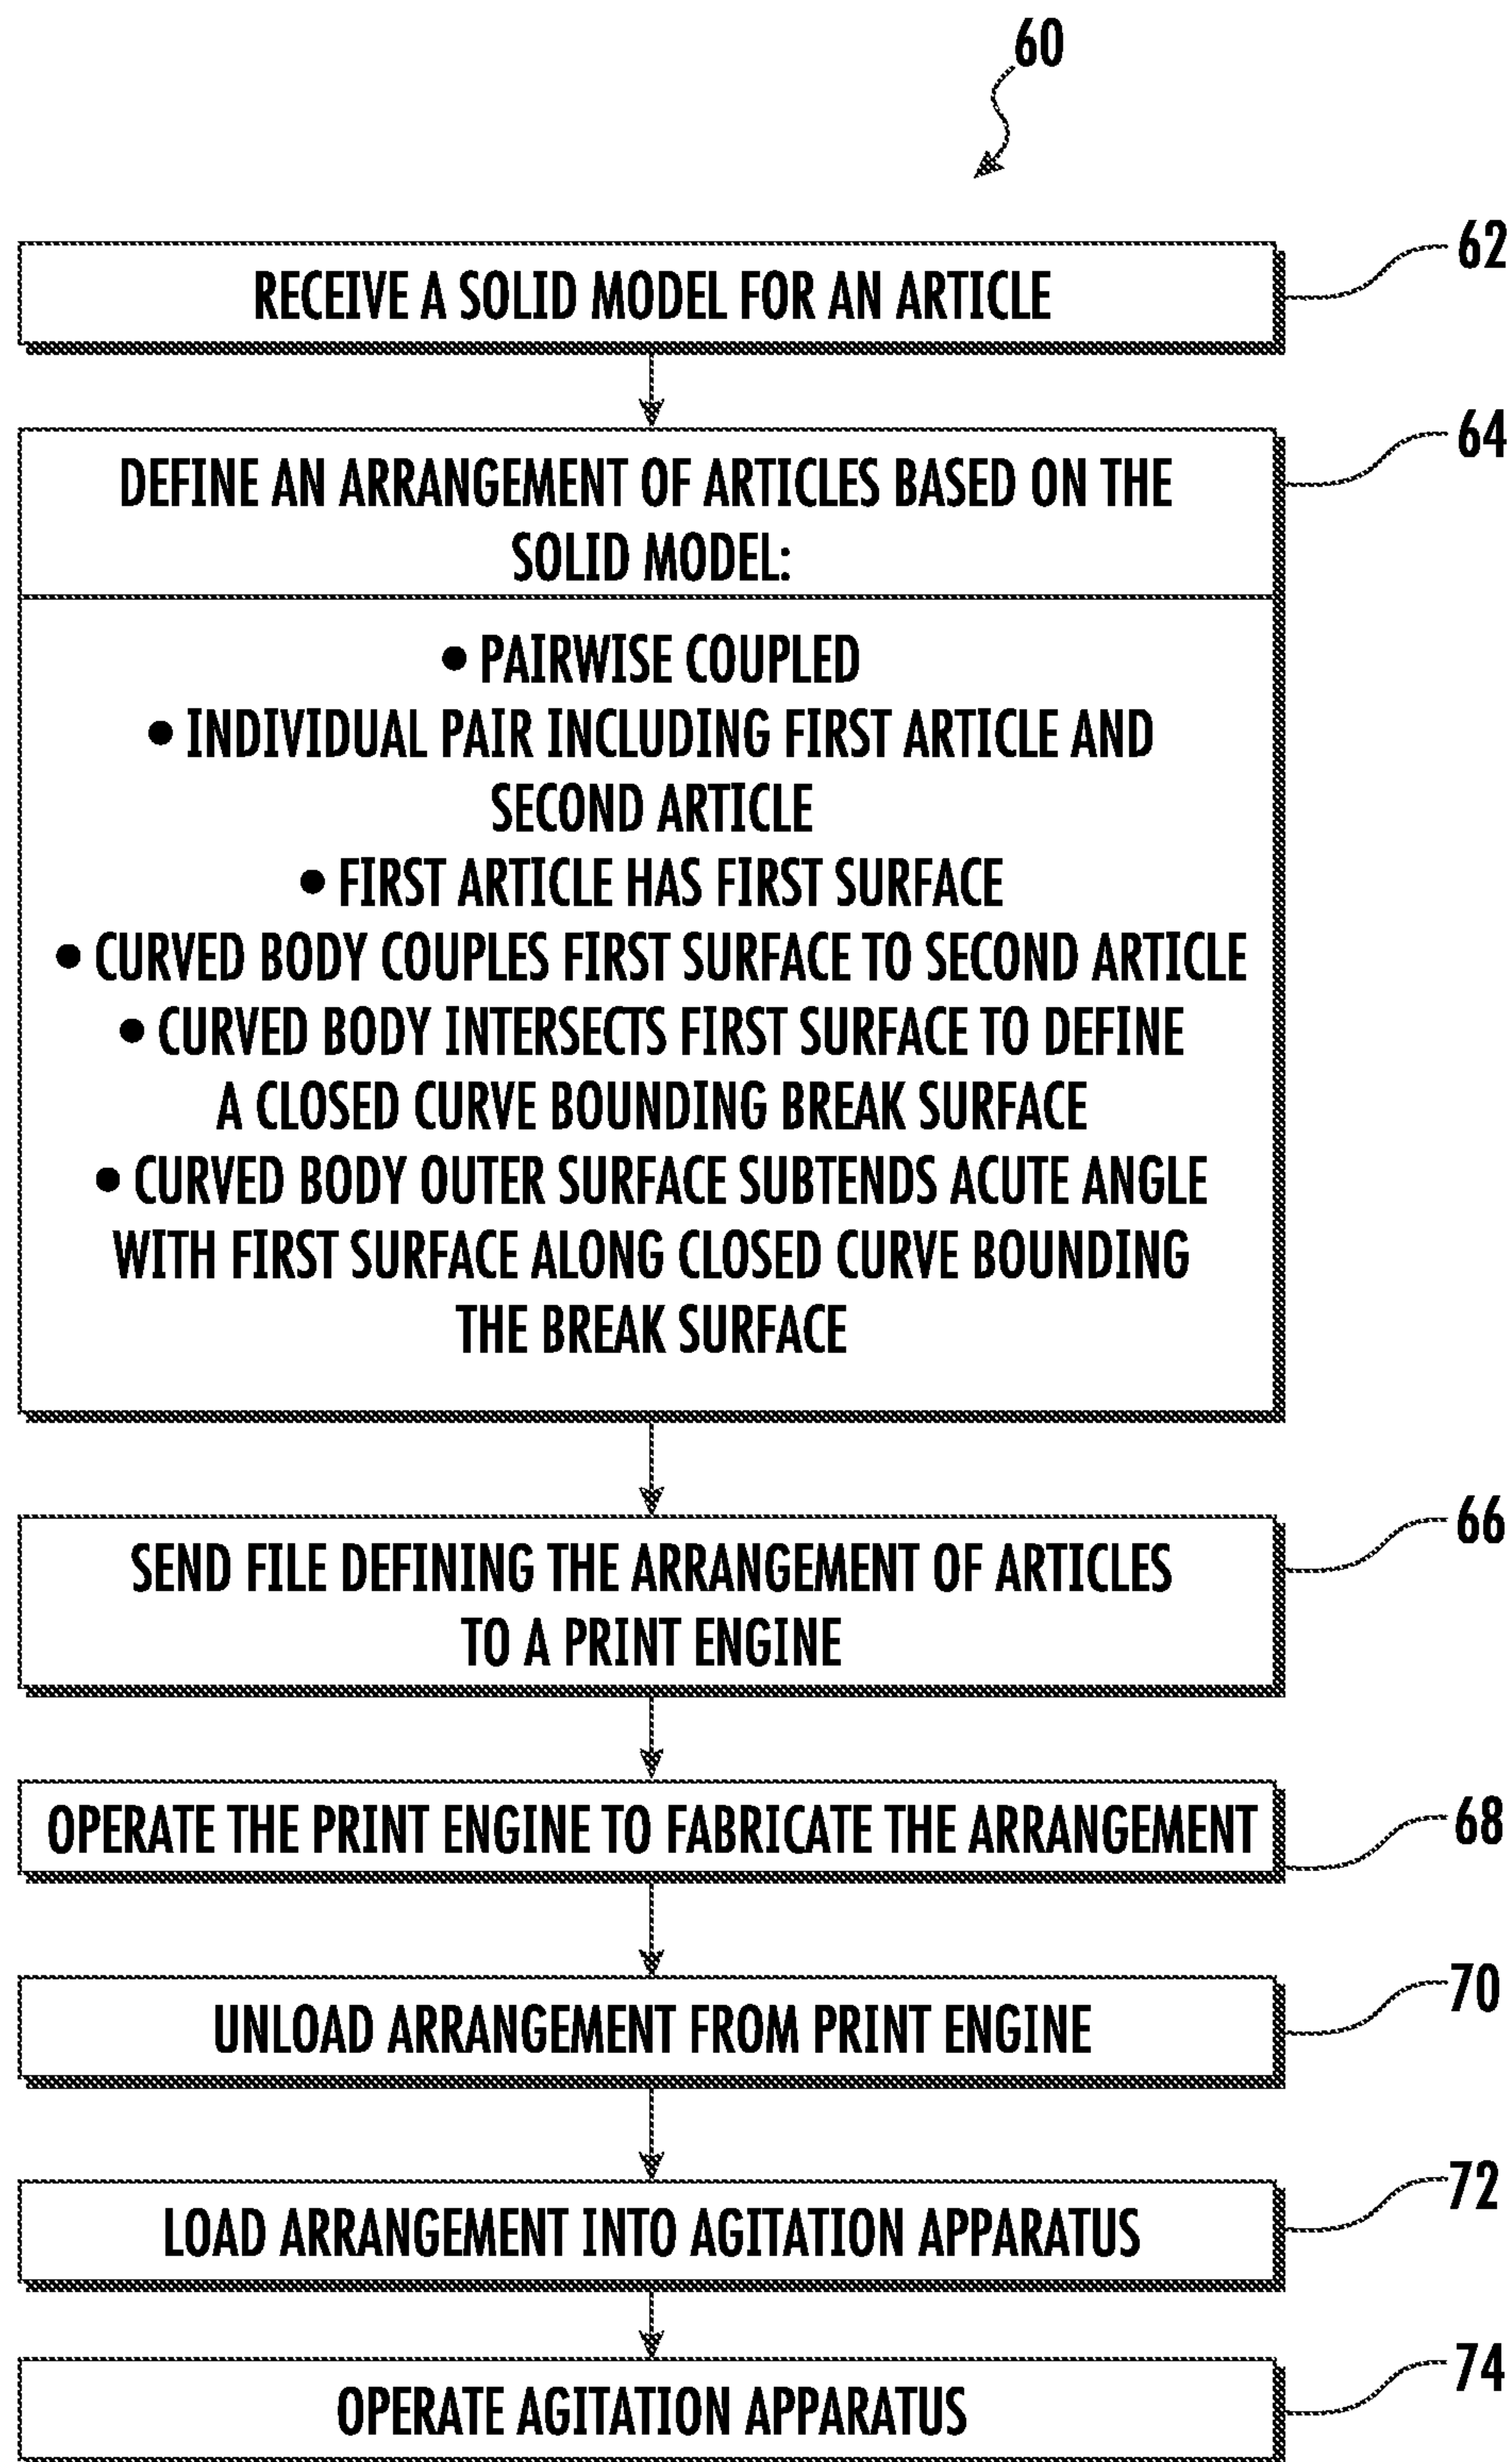 60
62
RECEIVE A SOLID MODEL FOR AN ARTICLE
64
DEFINE AN ARRANGEMENT OF ARTICLES BASED ON THE
SOLID MODEL:
• PAIRWISE COUPLED
• INDIVIDUAL PAIR INCLUDING FIRST ARTICLE AND
SECOND ARTICLE
• FIRST ARTICLE HAS FIRST SURFACE
• CURVED BODY COUPLES FIRST SURFACE TO SECOND ARTICLE
• CURVED BODY INTERSECTS FIRST SURFACE TO DEFINE
A CLOSED CURVE BOUNDING BREAK SURFACE
• CURVED BODY OUTER SURFACE SUBTENDS ACUTE ANGLE
WITH FIRST SURFACE ALONG CLOSED CURVE BOUNDING
THE BREAK SURFACE
66
SEND FILE DEFINING THE ARRANGEMENT OF ARTICLES
TO A PRINT ENGINE
68
OPERATE THE PRINT ENGINE TO FABRICATE THE ARRANGEMENT
70
UNLOAD ARRANGEMENT FROM PRINT ENGINE
72
LOAD ARRANGEMENT INTO AGITATION APPARATUS
74
OPERATE AGITATION APPARATUS